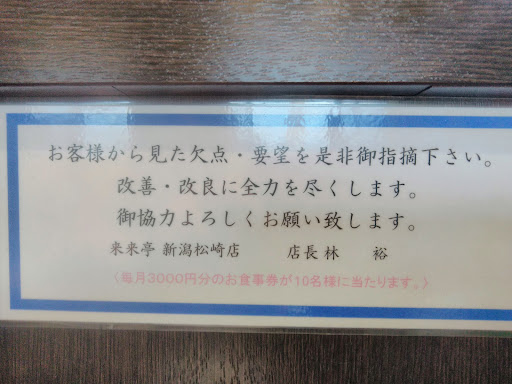 お客様から見た欠点・要望を是非御指摘下さい。
改善・改良に全力を尽くします。
御協力よろしくお願い致します。
来来亭 新潟松崎店 店長 林 裕
〈毎月3000円分のお食事券が10名様に当たります。〉